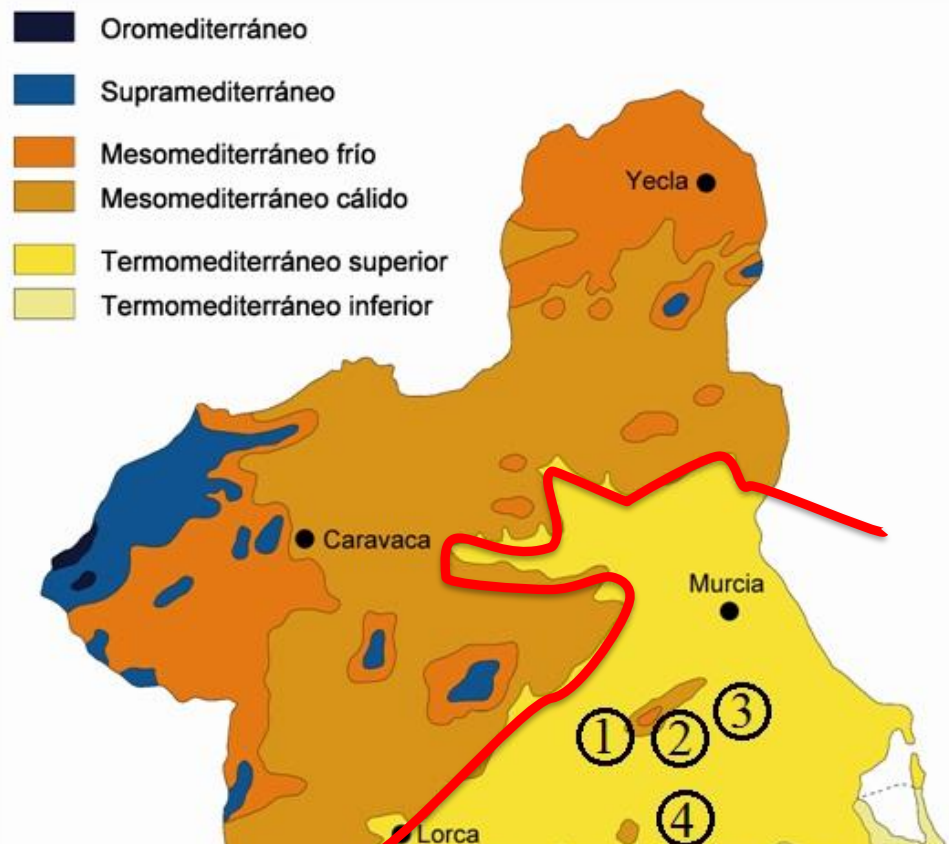 Oromediterráneo
Supramediterráneo
Mesomediterráneo frío
Mesomediterráneo cálido
Termomediterráneo superior
Termomediterráneo inferior
Yecla
Caravaca
Murcia
1
2
3
4
Lorca